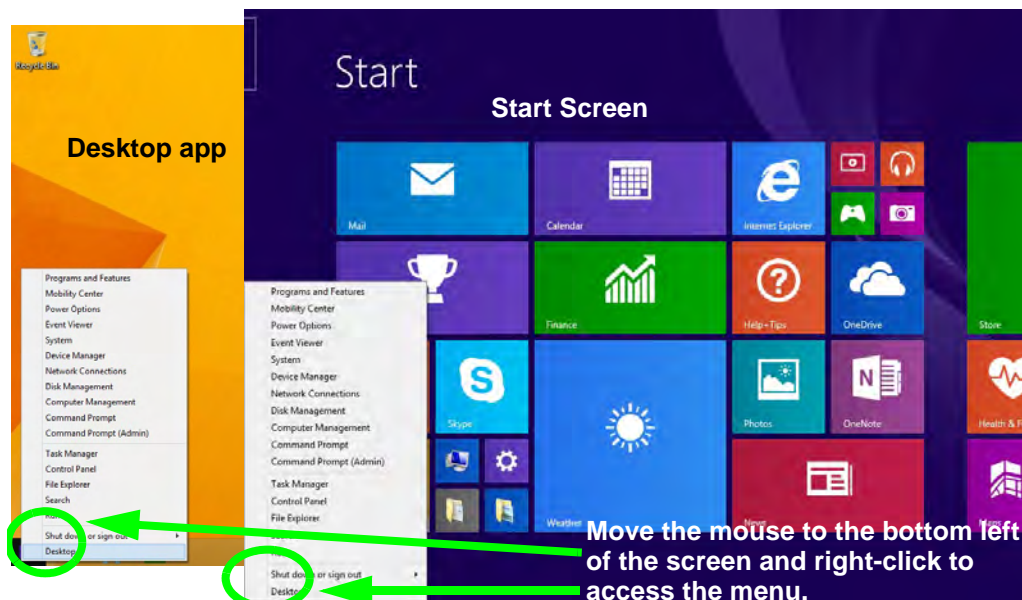 Recycle Bin
Desktop app
Programs and Features
Mobility Center
Power Options
Event Viewer
System
Device Manager
Network Connections
Disk Management
Computer Management
Command Prompt
Command Prompt (Admin)
Task Manager
Control Panel
File Explorer
Search
Shut down or sign out
Desktop
Start
Start Screen
Mail
Calendar
Internet Explorer
Finance
Help+Tips
OneDrive
Store
Skype
Photos
OneNote
Health &
Weather
News
Maps
Programs and Features
Mobility Center
Power Options
Event Viewer
System
Device Manager
Network Connections
Disk Management
Computer Management
Command Prompt
Command Prompt (Admin)
Task Manager
Control Panel
File Explorer
Shut down or sign out
Desktop
Move the mouse to the bottom left
of the screen and right-click to
access the menu.